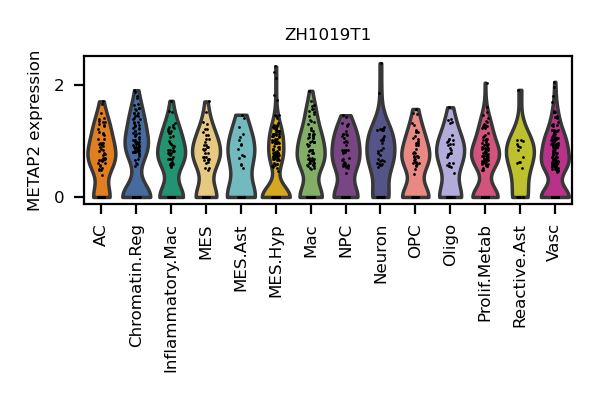 ZH1019T1
METAP2 expression
2
0
AC
Chromatin.Reg
Inflammatory.Mac
MES
MES.Ast
MES.Hyp
Mac
NPC
Neuron
OPC
Oligo
Prolif.Metab
Reactive.Ast
Vasc